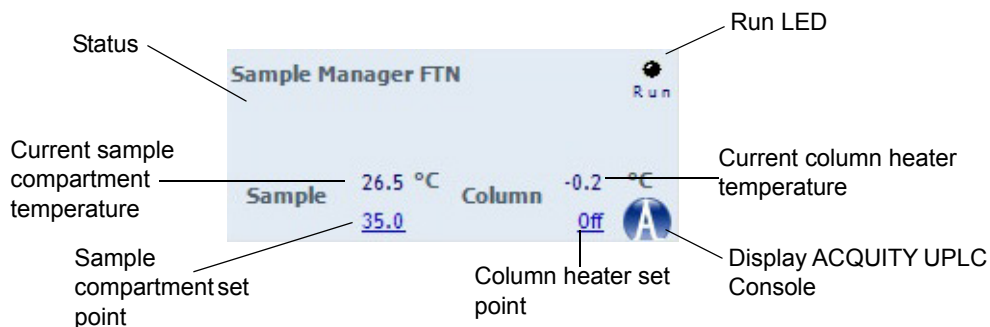 Run LED
Status
Sample Manager FTN
Run
Current sample
compartment
temperature
Sample
26.5 °C
35.0
Column
-0.2 °C
Off
Current column heater
temperature
Sample
compartment set
point
Column heater set
point
Display ACQUITY UPLC
Console